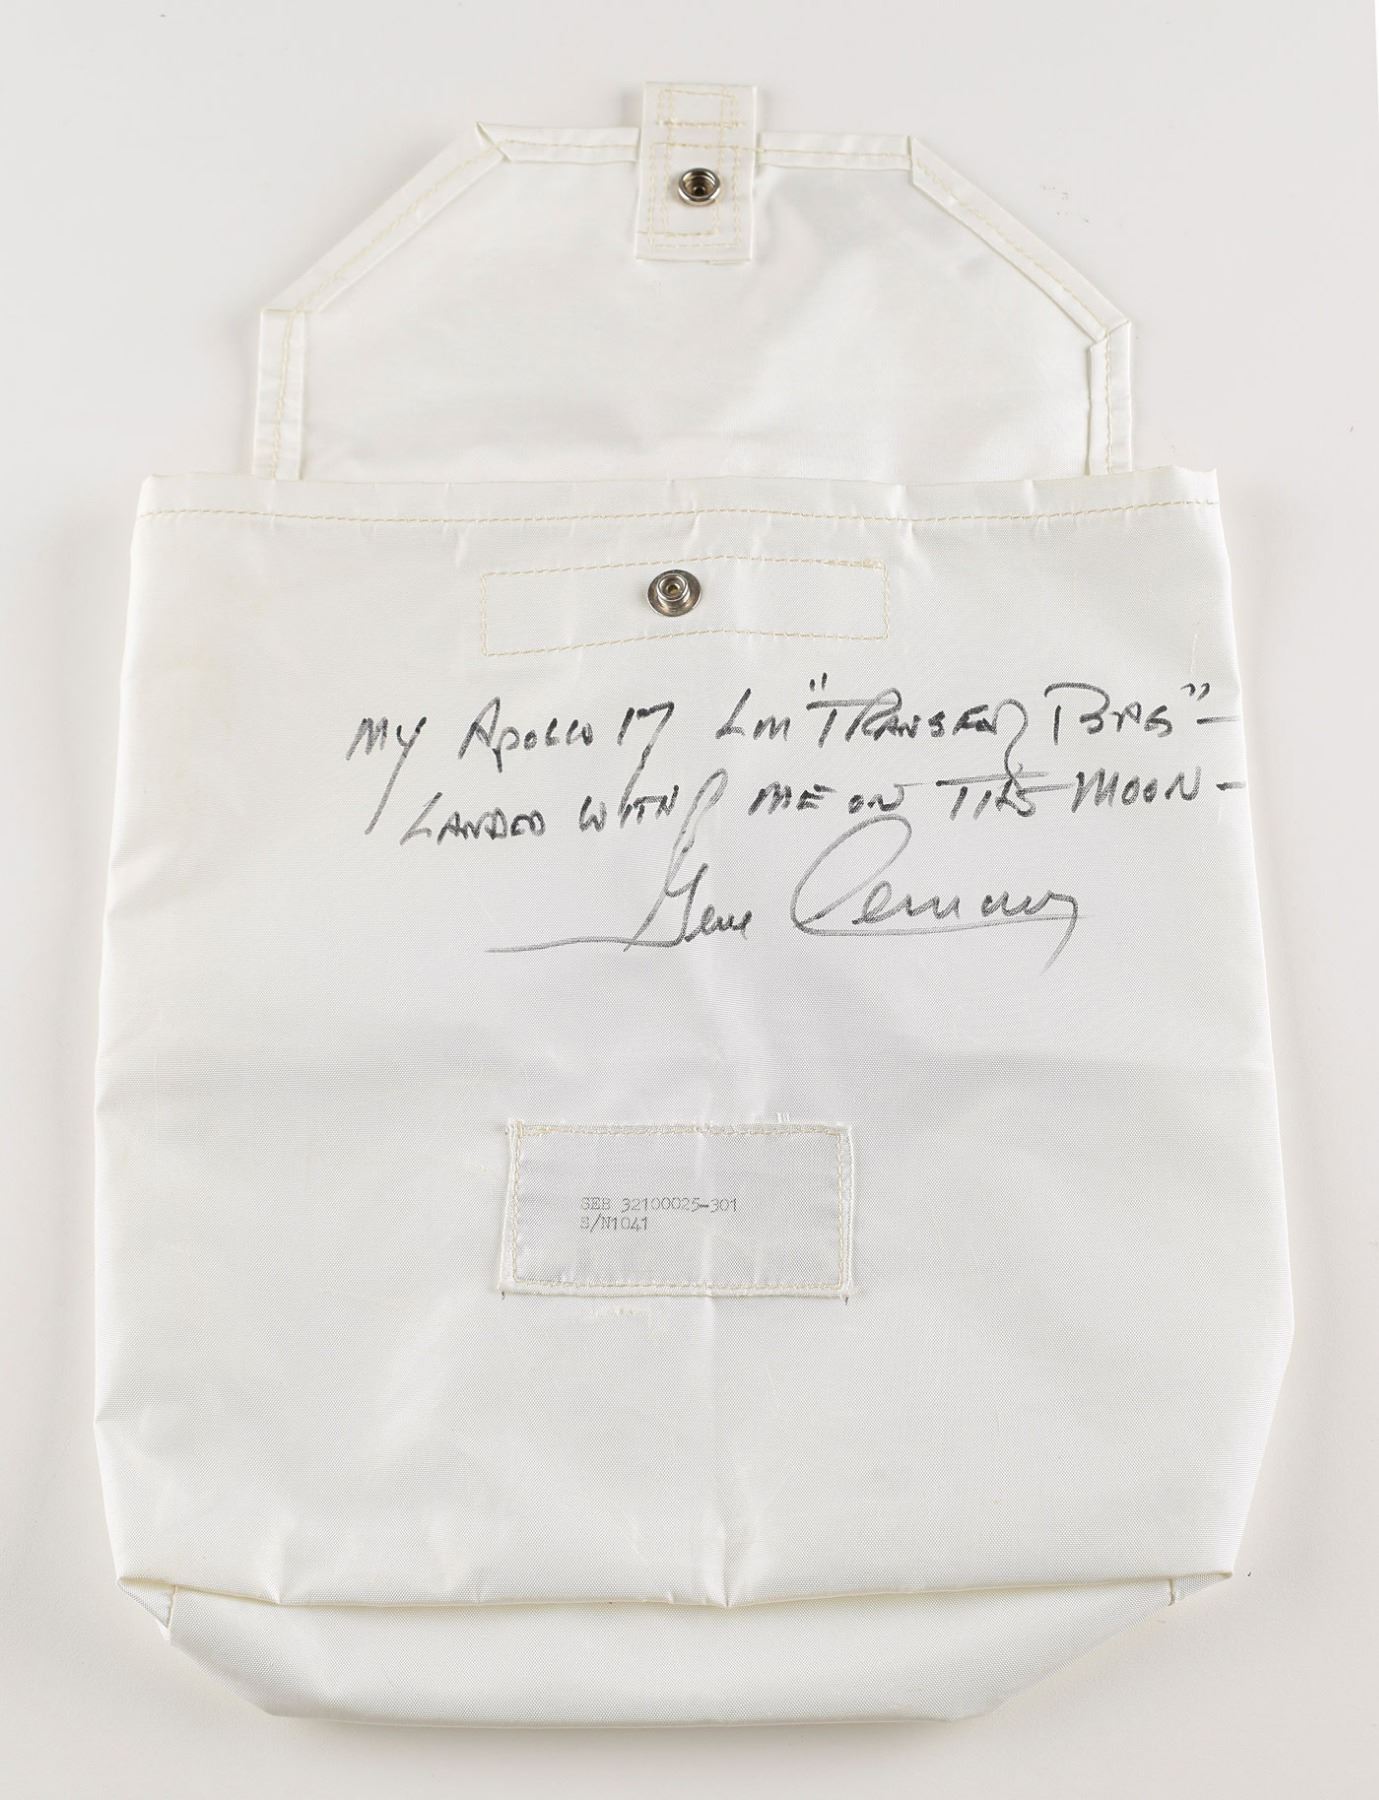 My Apollo 17 LM "TRANSFER BAG" –
LANDED WITH ME ON THE MOON –
Gene Cernan
SEB 32100025-301
S/N1041